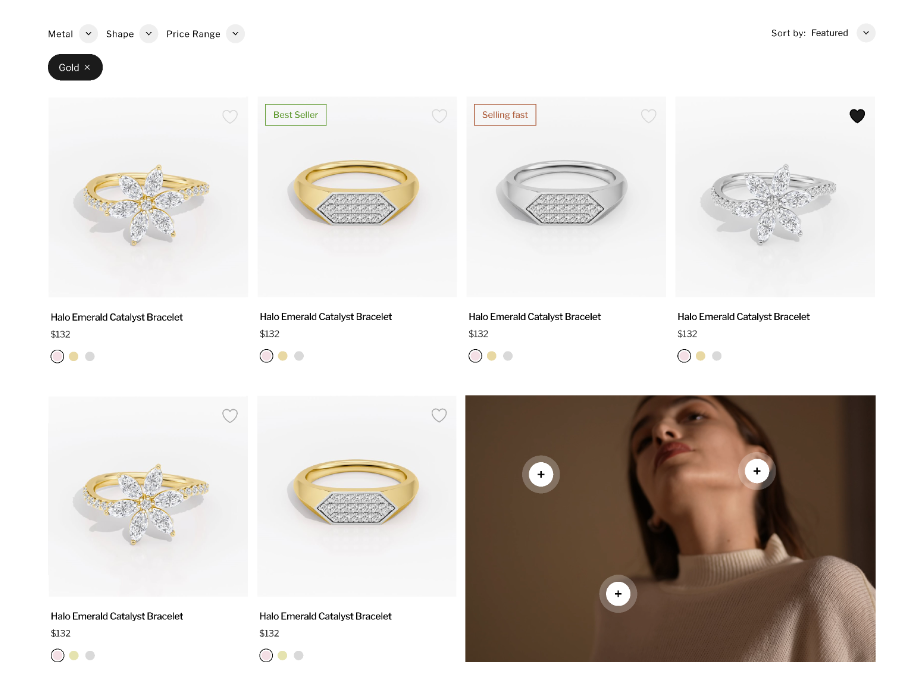 Metal Shape Price Range Sort by: Featured
Gold ×
Best Seller
Selling fast
Halo Emerald Catalyst Bracelet
$132
Halo Emerald Catalyst Bracelet
$132
Halo Emerald Catalyst Bracelet
$132
Halo Emerald Catalyst Bracelet
$132
Halo Emerald Catalyst Bracelet
$132
Halo Emerald Catalyst Bracelet
$132